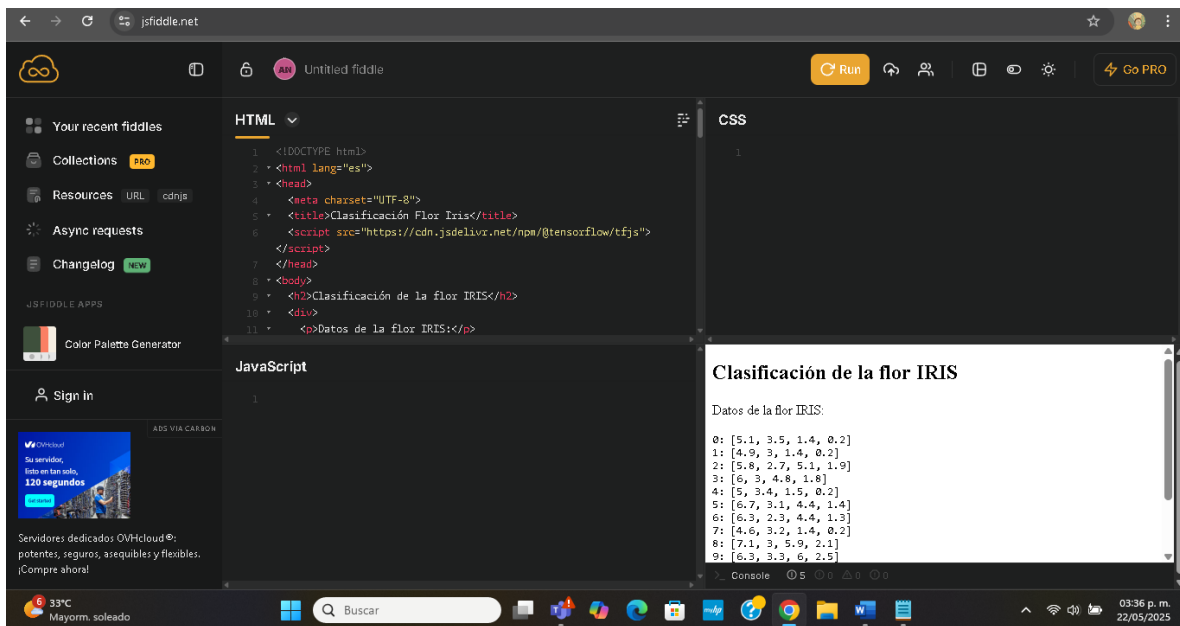 jsfiddle.net
AN Untitled fiddle
Run
Go PRO
Your recent fiddles
Collections PRO
Resources URL cdnjs
Async requests
Changelog NEW
JSFIDDLE APPS
Color Palette Generator
Sign in
ADS VIA CARBON
OVHcloud
Su servidor,
listo en tan solo,
120 segundos
Get started
Servidores dedicados OVHcloud®:
potentes, seguros, asequibles y flexibles.
¡Compre ahora!
HTML
1 <!DOCTYPE html>
2 <html lang="es">
3 <head>
4 <meta charset="UTF-8">
5 <title>Clasificación Flor Iris</title>
6 <script src="https://cdn.jsdelivr.net/npm/@tensorflow/tfjs">
</script>
7 </head>
8 <body>
9 <h2>Clasificación de la flor IRIS</h2>
10 <div>
11 <p>Datos de la flor IRIS:</p>
CSS
1
JavaScript
1
Clasificación de la flor IRIS
Datos de la flor IRIS:
0: [5.1, 3.5, 1.4, 0.2]
1: [4.9, 3, 1.4, 0.2]
2: [5.8, 2.7, 5.1, 1.9]
3: [6, 3, 4.8, 1.8]
4: [5, 3.4, 1.5, 0.2]
5: [6.7, 3.1, 4.4, 1.4]
6: [6.3, 2.3, 4.4, 1.3]
7: [4.6, 3.2, 1.4, 0.2]
8: [7.1, 3, 5.9, 2.1]
9: [6.3, 3.3, 6, 2.5]
>_ Console 5 0 0 0
6
33°C
Mayorm. soleado
Buscar
03:36 p. m.
22/05/2025